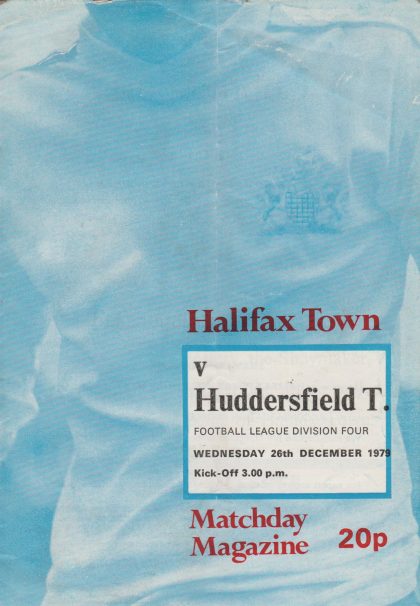 Halifax Town
v
Huddersfield T.
FOOTBALL LEAGUE DIVISION FOUR
WEDNESDAY 26th DECEMBER 1979
Kick-Off 3.00 p.m.
Matchday
Magazine 20p